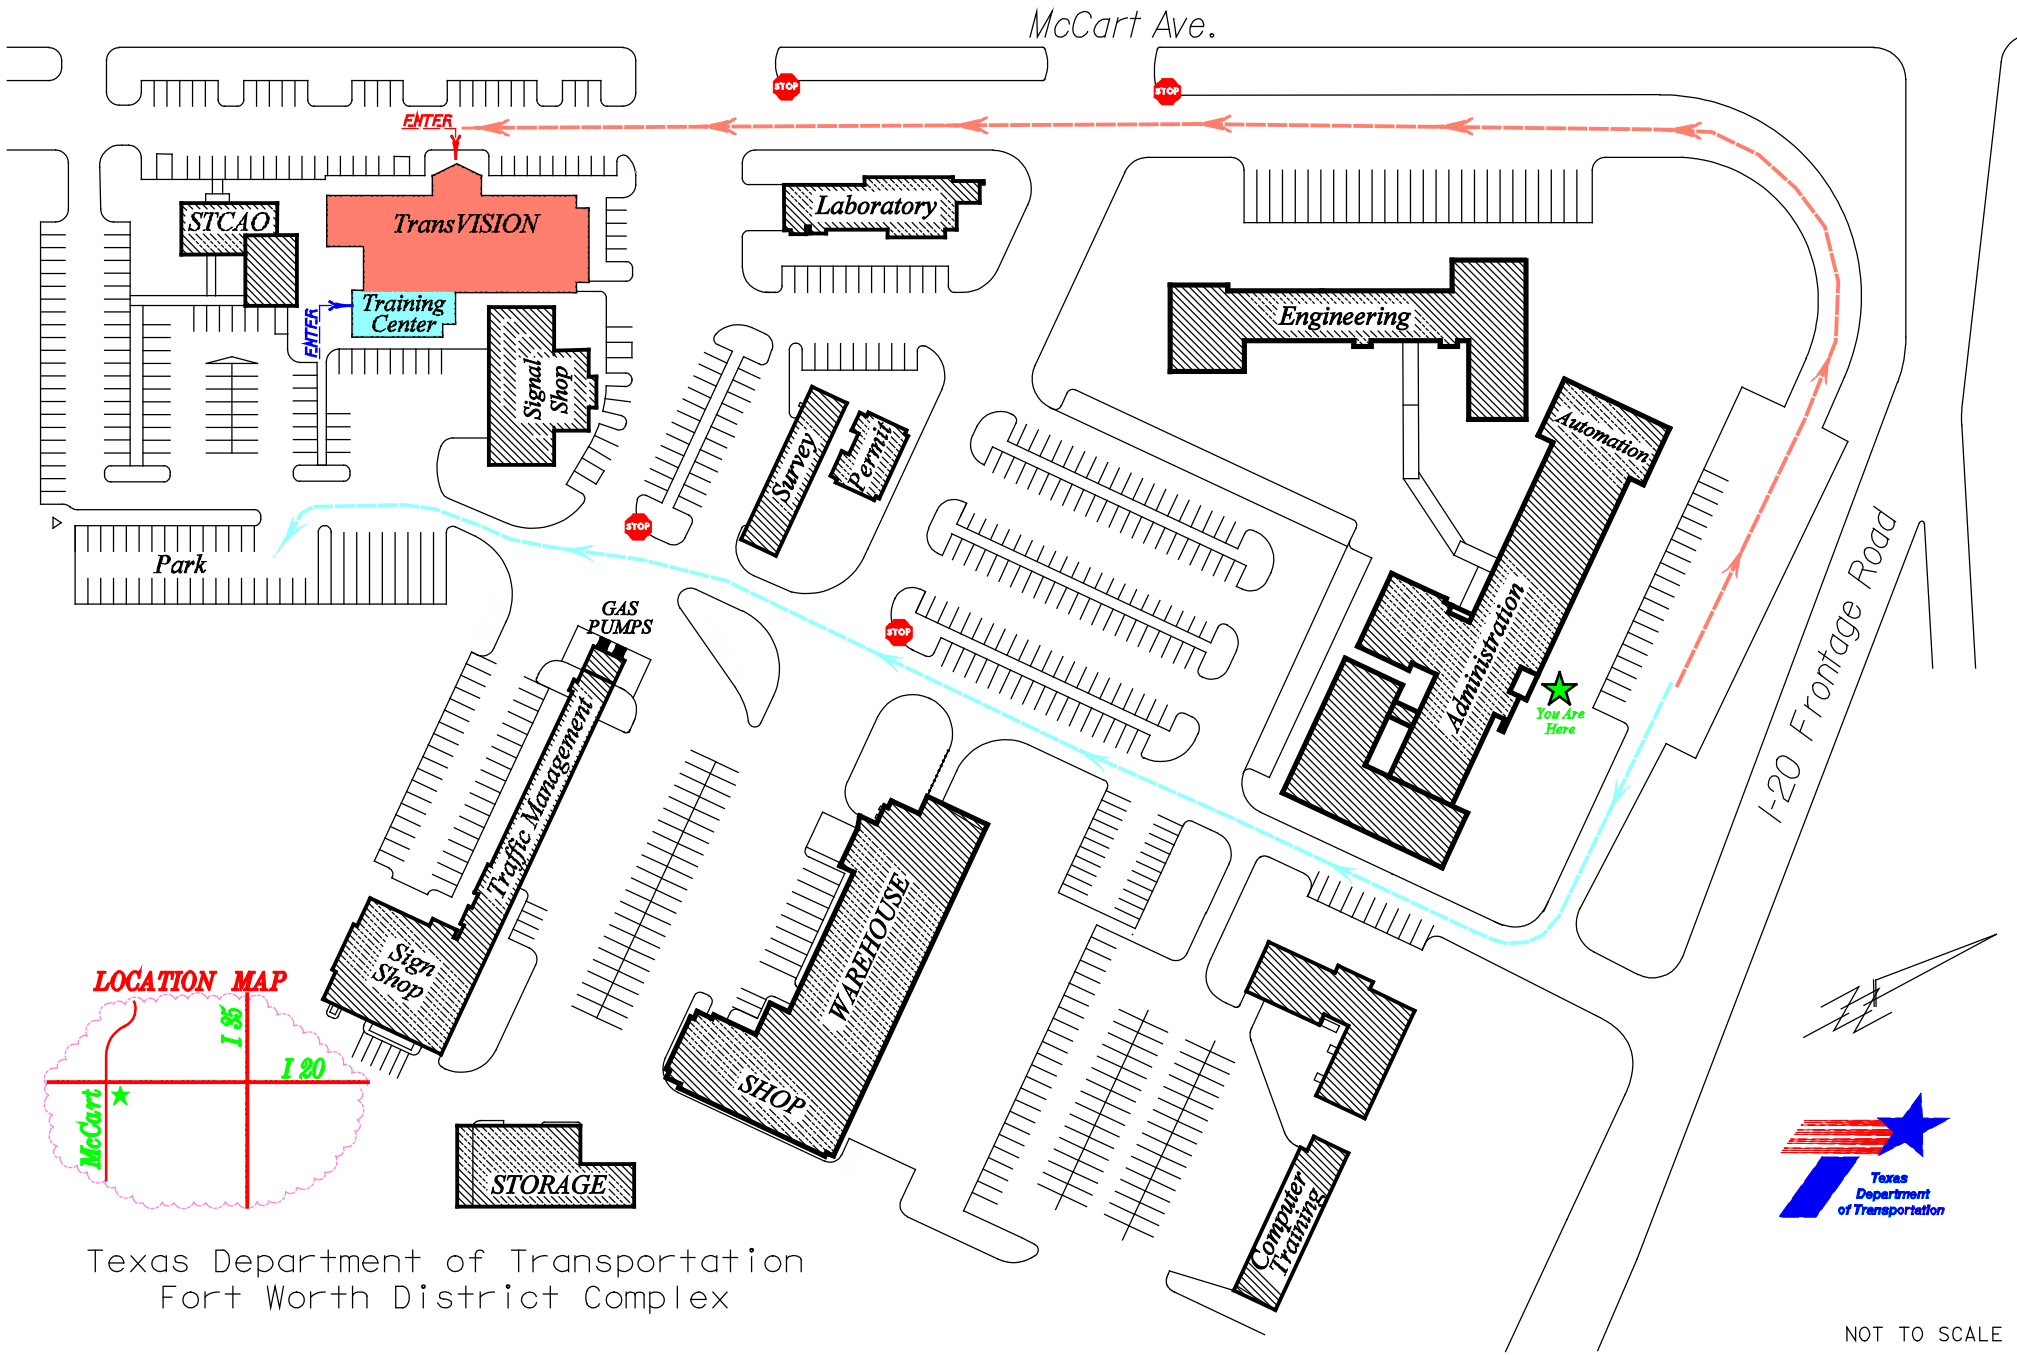 McCart Ave.
STOP
STOP
ENTER
STCAO
TransVISION
Laboratory
Training
Center
ENTER
Engineering
Signal
Shop
Survey
Permit
Automation
STOP
Park
GAS
PUMPS
STOP
Administration
You Are
Here
I-20 Frontage Road
Traffic Management
Sign
Shop
WAREHOUSE
SHOP
LOCATION MAP
I 35
I 20
McCart
STORAGE
Computer
Training
Texas
Department
of Transportation
Texas Department of Transportation
Fort Worth District Complex
NOT TO SCALE